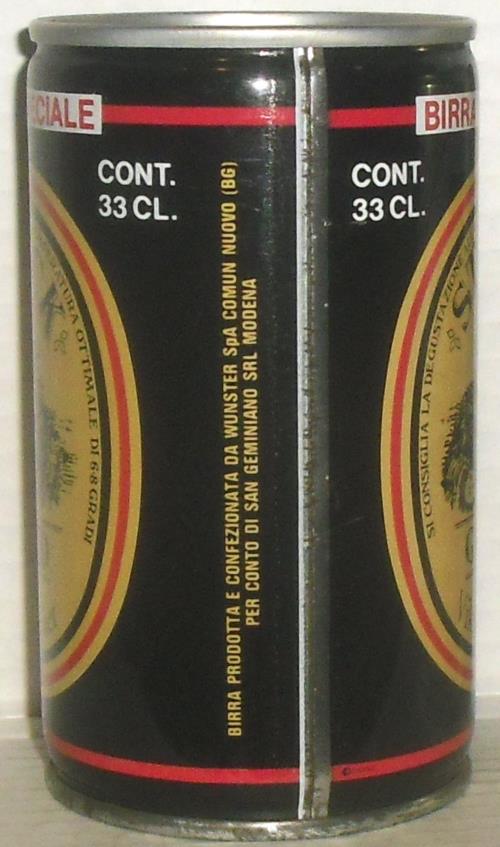 CIALE
BIRRA
CONT.
33 CL.
CONT.
33 CL.
BIRRA PRODOTTA E CONFEZIONATA DA WUNSTER SpA COMUN NUOVO (BG)
PER CONTO DI SAN GEMINIANO SRL MODENA
ATURA OTTIMALE DI 6-8 GRADI
SI CONSIGLIA LA DEGUSTAZIONE